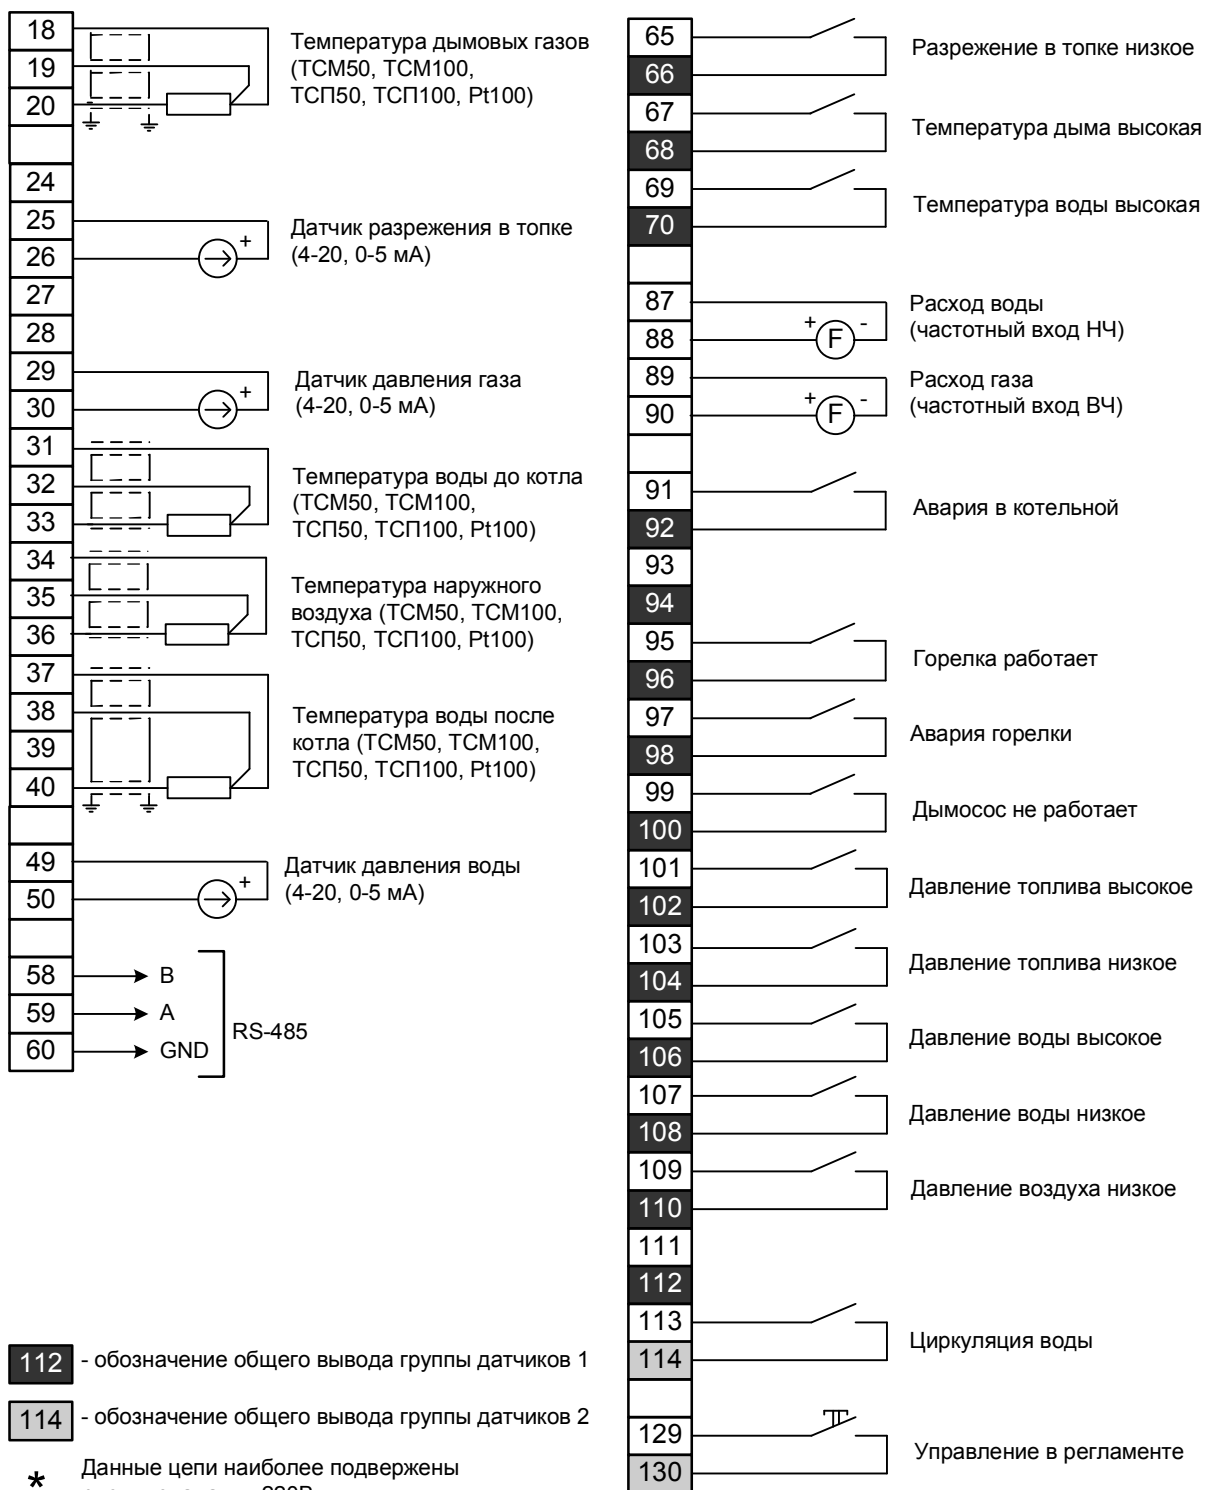 18
19
20
Температура дымовых газов
(ТСМ50, ТСМ100,
ТСП50, ТСП100, Pt100)
24
25
26
+
Датчик разрежения в топке
(4-20, 0-5 мА)
27
28
29
30
+
Датчик давления газа
(4-20, 0-5 мА)
31
32
33
Температура воды до котла
(ТСМ50, ТСМ100,
ТСП50, ТСП100, Pt100)
34
35
36
Температура наружного
воздуха (ТСМ50, ТСМ100,
ТСП50, ТСП100, Pt100)
37
38
39
40
Температура воды после
котла (ТСМ50, ТСМ100,
ТСП50, ТСП100, Pt100)
49
50
+
Датчик давления воды
(4-20, 0-5 мА)
58 B
59 A
60 GND
RS-485
112 - обозначение общего вывода группы датчиков 1
114 - обозначение общего вывода группы датчиков 2
* Данные цепи наиболее подвержены
65
66
Разрежение в топке низкое
67
68
Температура дыма высокая
69
70
Температура воды высокая
87
88
+ F -
Расход воды
(частотный вход НЧ)
89
90
+ F -
Расход газа
(частотный вход ВЧ)
91
92
Авария в котельной
93
94
95
96
Горелка работает
97
98
Авария горелки
99
100
Дымосос не работает
101
102
Давление топлива высокое
103
104
Давление топлива низкое
105
106
Давление воды высокое
107
108
Давление воды низкое
109
110
Давление воздуха низкое
111
112
113
114
Циркуляция воды
129
130
Управление в регламенте